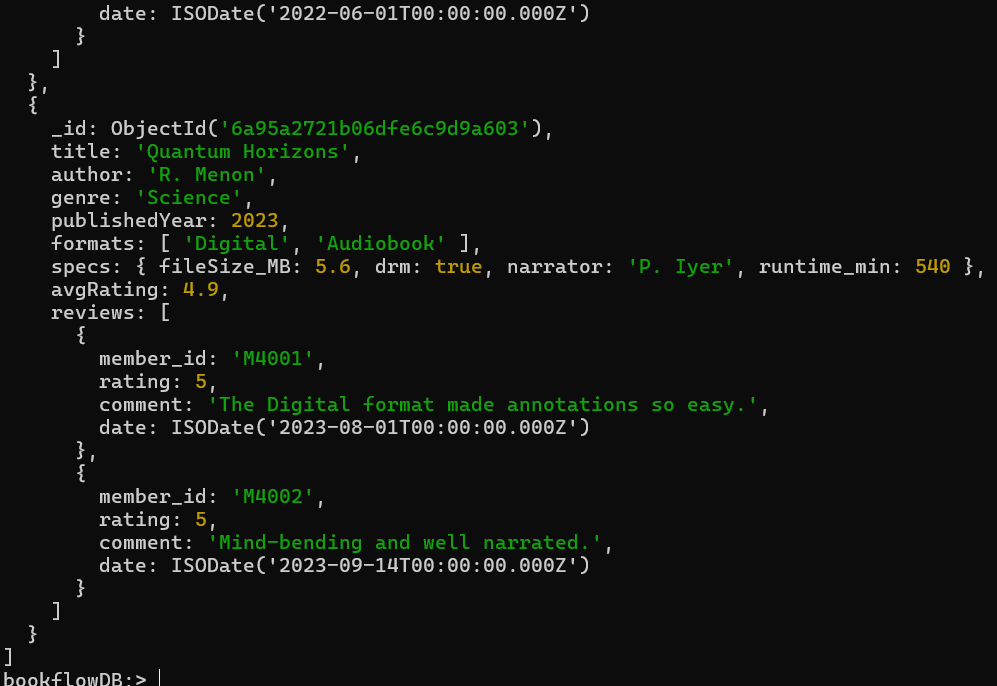 date: ISODate('2022-06-01T00:00:00.000Z')
}
]
},
{
_id: ObjectId('6a95a2721b06dfe6c9d9a603'),
title: 'Quantum Horizons',
author: 'R. Menon',
genre: 'Science',
publishedYear: 2023,
formats: [ 'Digital', 'Audiobook' ],
specs: { fileSize_MB: 5.6, drm: true, narrator: 'P. Iyer', runtime_min: 540 },
avgRating: 4.9,
reviews: [
{
member_id: 'M4001',
rating: 5,
comment: 'The Digital format made annotations so easy.',
date: ISODate('2023-08-01T00:00:00.000Z')
},
{
member_id: 'M4002',
rating: 5,
comment: 'Mind-bending and well narrated.',
date: ISODate('2023-09-14T00:00:00.000Z')
}
]
}
]
bookflowDB:>